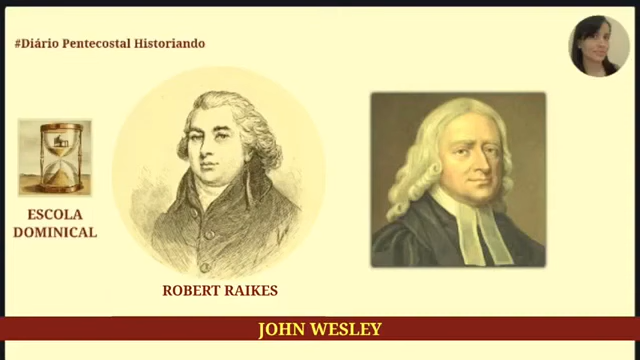 #Diário Pentecostal Historiando
ESCOLA
DOMINICAL
ROBERT RAIKES
JOHN WESLEY